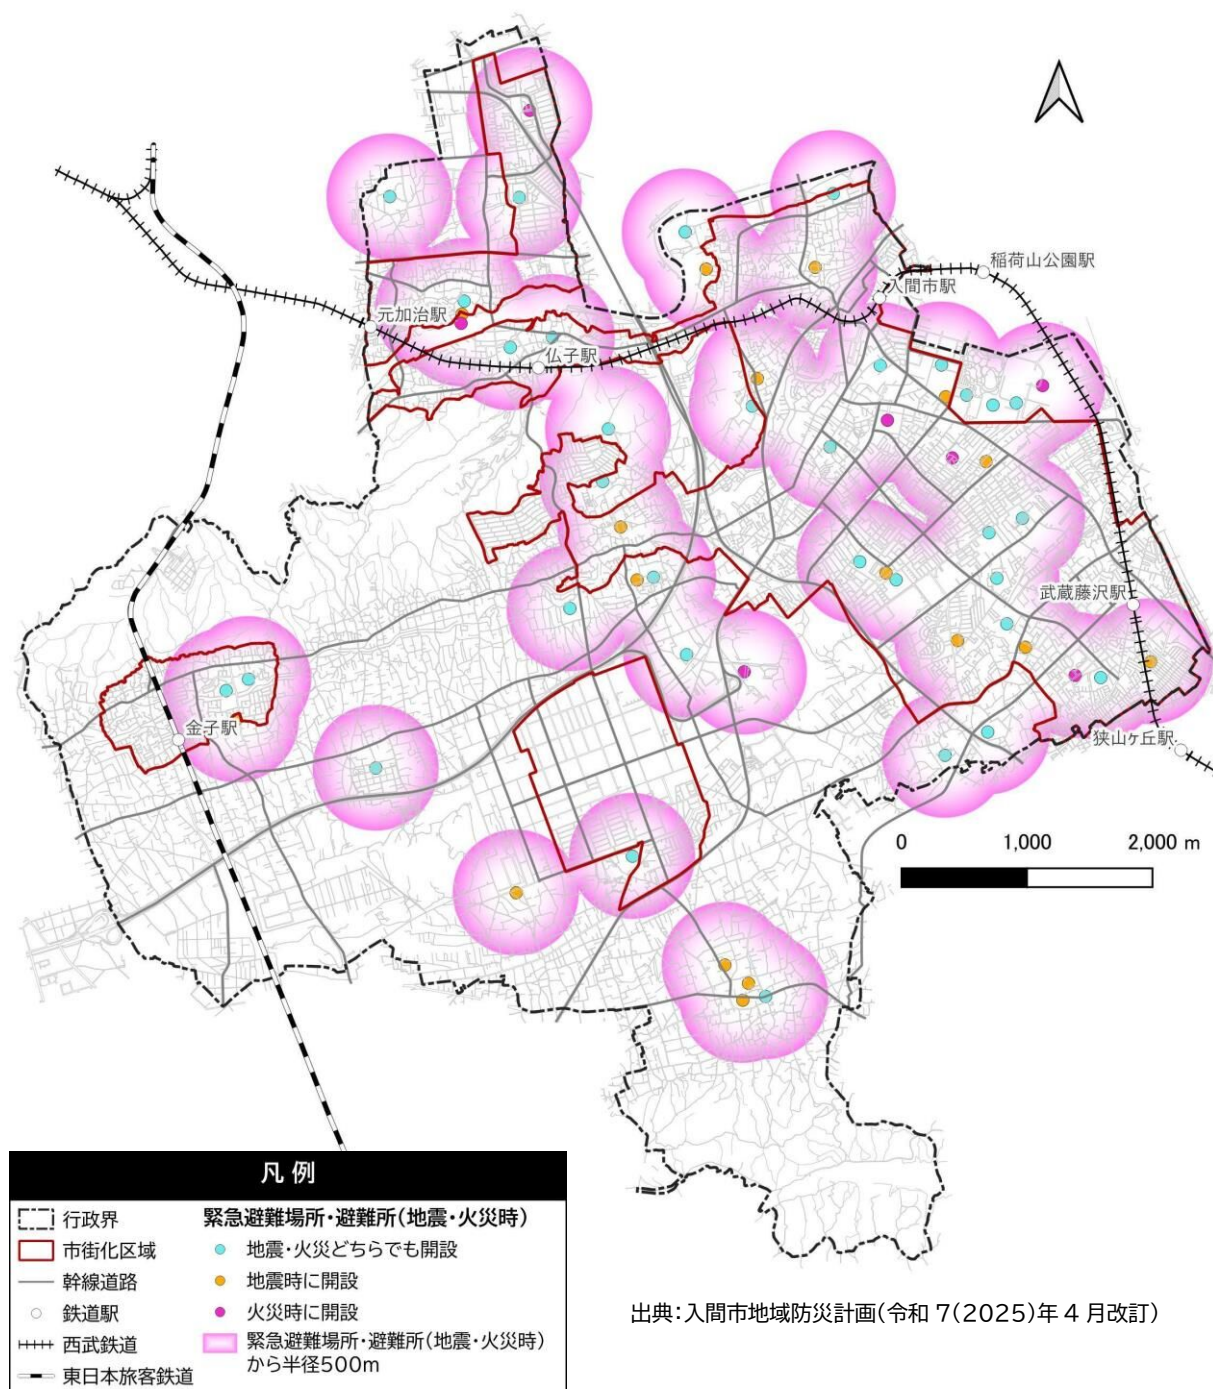 稲荷山公園駅
入間市駅
元加治駅
仏子駅
武蔵藤沢駅
金子駅
狭山ヶ丘駅
0 1,000 2,000 m
凡例
行政界
市街化区域
幹線道路
鉄道駅
西武鉄道
東日本旅客鉄道
緊急避難場所・避難所(地震・火災時)
地震・火災どちらでも開設
地震時に開設
火災時に開設
緊急避難場所・避難所(地震・火災時)
から半径500m
出典:入間市地域防災計画(令和 7(2025)年 4 月改訂)